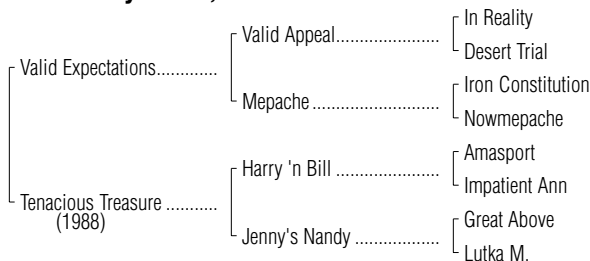 In Reality
Valid Appeal
Desert Trial
Valid Expectations
Iron Constitution
Mepache
Nowmepache
Amasport
Harry 'n Bill
Impatient Ann
Tenacious Treasure
(1988)
Great Above
Jenny's Nandy
Lutka M.